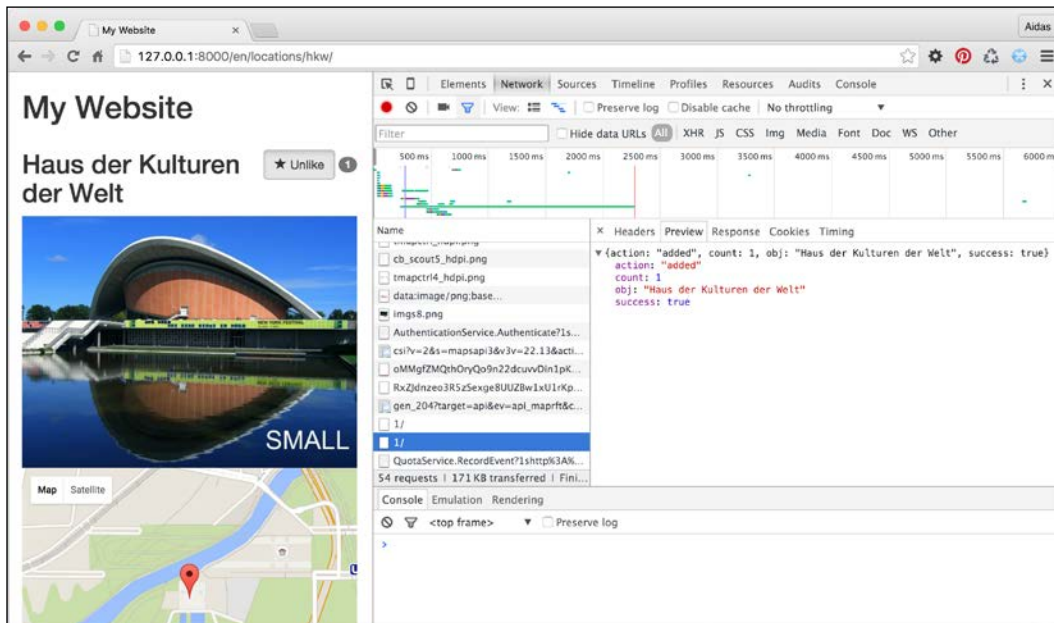 My Website
Aidas
127.0.0.1:8000/en/locations/hkw/
My Website
Haus der Kulturen
der Welt
★ Unlike 1
NEW YORK FESTIVAL
SMALL
Map Satellite
U
Elements Network Sources Timeline Profiles Resources Audits Console
View: Preserve log Disable cache No throttling
Filter Hide data URLs All XHR JS CSS Img Media Font Doc WS Other
500 ms 1000 ms 1500 ms 2000 ms 2500 ms 3000 ms 3500 ms 4000 ms 4500 ms 5000 ms 5500 ms 6000 m
Name
cb_scout5_hdpi.png
tmapctrl4_hdpi.png
data:image/png;base...
imgs8.png
AuthenticationService.Authenticate?1s...
csi?v=2&s=mapsapi3&v3v=22.13&acti...
gen_204?target=api&ev=api_maprft&c...
1/
1/
QuotaService.RecordEvent?1shttp%3A%...
54 requests | 171 KB transferred | Fini...
× Headers Preview Response Cookies Timing
▼{action: "added", count: 1, obj: "Haus der Kulturen der Welt", success: true}
action: "added"
count: 1
obj: "Haus der Kulturen der Welt"
success: true
Console Emulation Rendering
<top frame> ▼ Preserve log
>